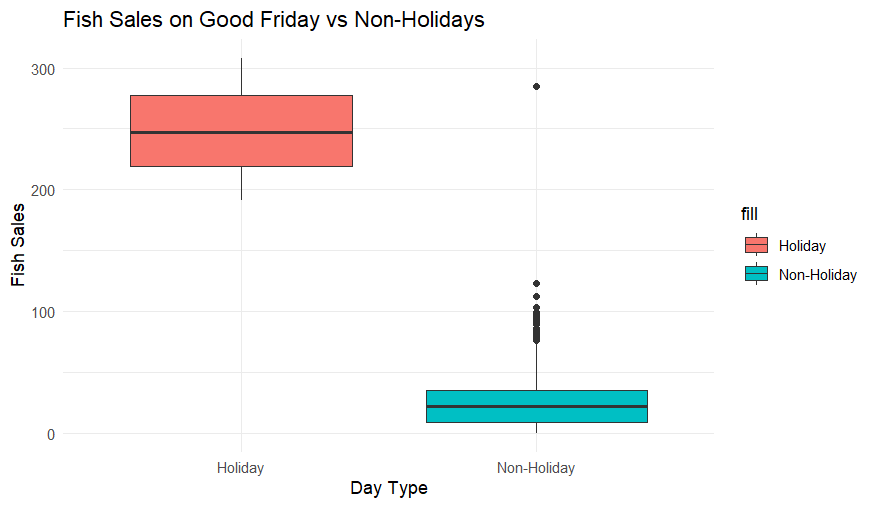 Fish Sales on Good Friday vs Non-Holidays
300
200
100
0
Fish Sales
Holiday
Non-Holiday
Day Type
fill
Holiday
Non-Holiday